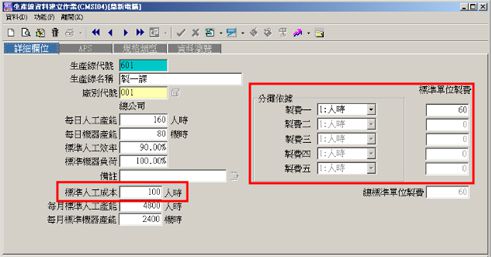 生產線資料建立作業(CMSI04)[鼎新電腦]
資料(D) 功能(F) 離開(X)
詳細欄位 APS 資料瀏覽
生產線代號 601
生產線名稱 製一課
廠別代號 001
總公司
每日人工產能 160 人時
每日機器產能 80 機時
標準人工效率 90.00%
標準機器負荷 100.00%
備註
標準人工成本 100 人時
每月標準人工產能 4800 人時
每月標準機器產能 2400 機時
標準單位製費
分攤依據
製費一 1:人時 60
製費二 1:人時 0
製費三 1:人時 0
製費四 1:人時 0
製費五 1:人時 0
總標準單位製費 60